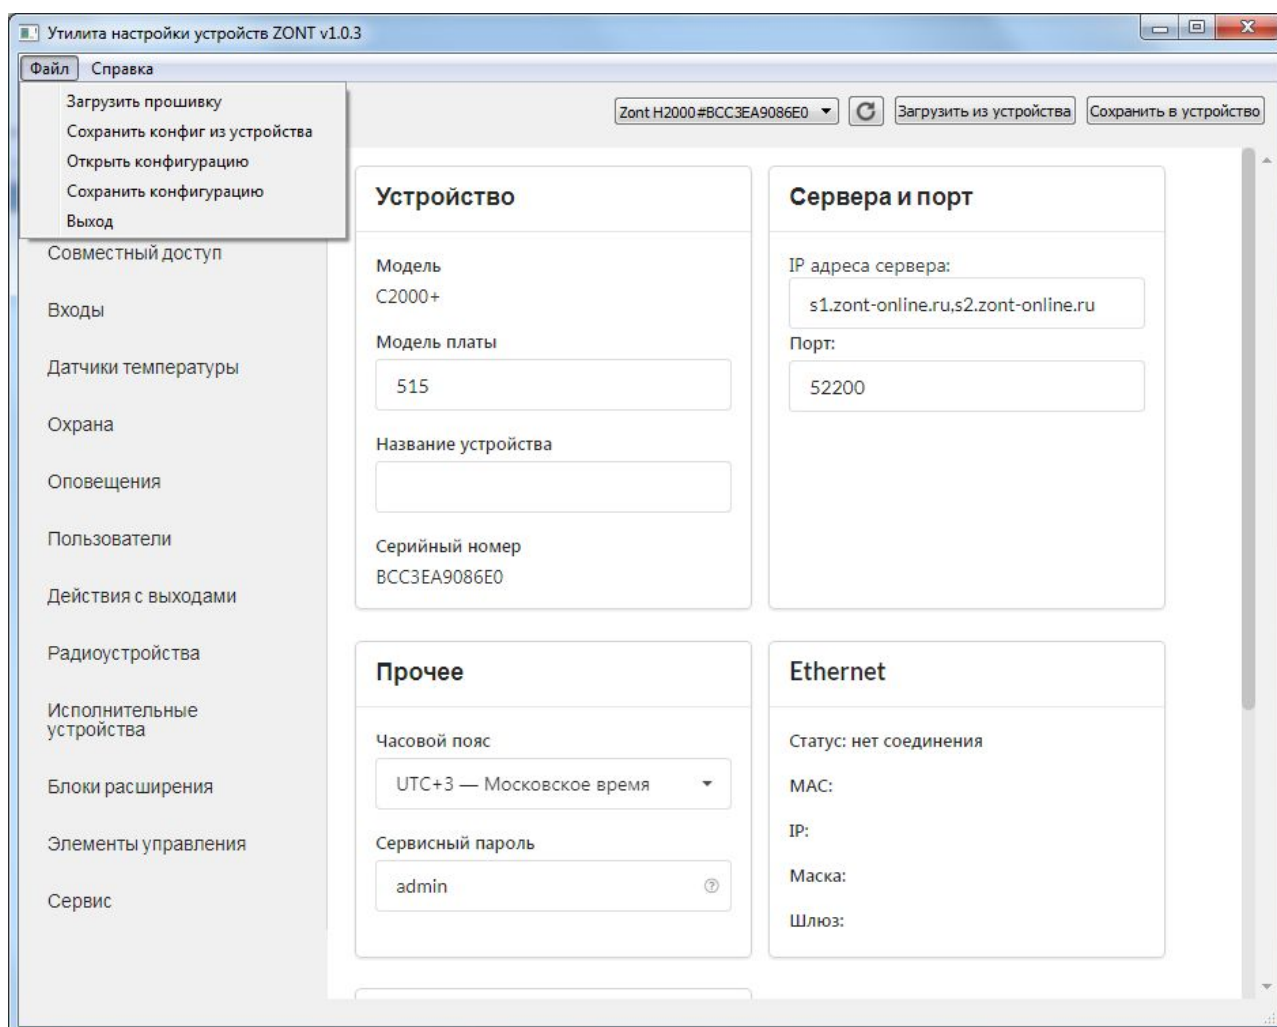 Утилита настройки устройств ZONT v1.0.3
Файл Справка
Загрузить прошивку
Сохранить конфиг из устройства
Открыть конфигурацию
Сохранить конфигурацию
Выход
Zont H2000#BCC3EA9086E0 Загрузить из устройства Сохранить в устройство
Совместный доступ
Входы
Датчики температуры
Охрана
Оповещения
Пользователи
Действия с выходами
Радиоустройства
Исполнительные
устройства
Блоки расширения
Элементы управления
Сервис
Устройство
Модель
C2000+
Модель платы
515
Название устройства
Серийный номер
BCC3EA9086E0
Сервера и порт
IP адреса сервера:
s1.zont-online.ru,s2.zont-online.ru
Порт:
52200
Прочее
Часовой пояс
UTC+3 — Московское время
Сервисный пароль
admin
Ethernet
Статус: нет соединения
MAC:
IP:
Маска:
Шлюз: